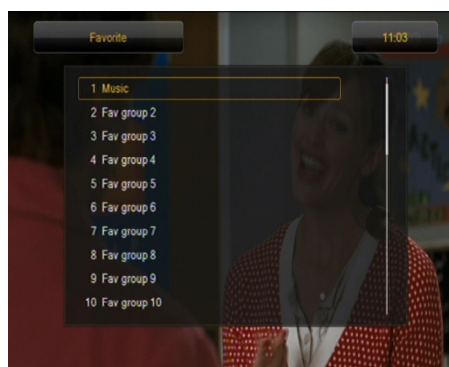 Favorite
11:03
1 Music
2 Fav group 2
3 Fav group 3
4 Fav group 4
5 Fav group 5
6 Fav group 6
7 Fav group 7
8 Fav group 8
9 Fav group 9
10 Fav group 10